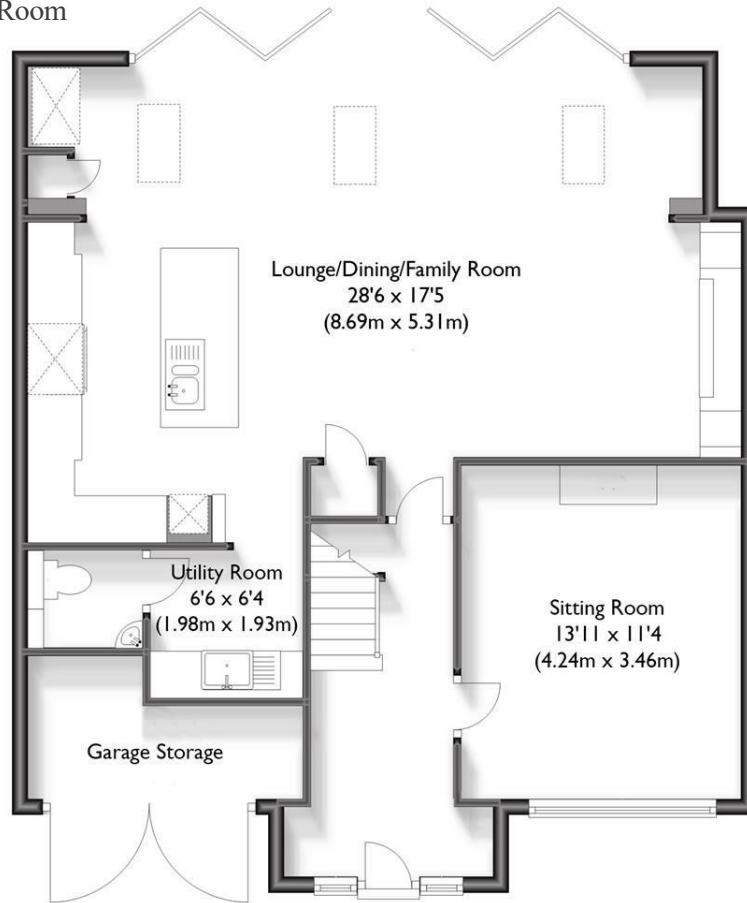 Room
Lounge/Dining/Family Room
28'6 x 17'5
(8.69m x 5.31m)
Utility Room
6'6 x 6'4
(1.98m x 1.93m)
Sitting Room
13'11 x 11'4
(4.24m x 3.46m)
Garage Storage